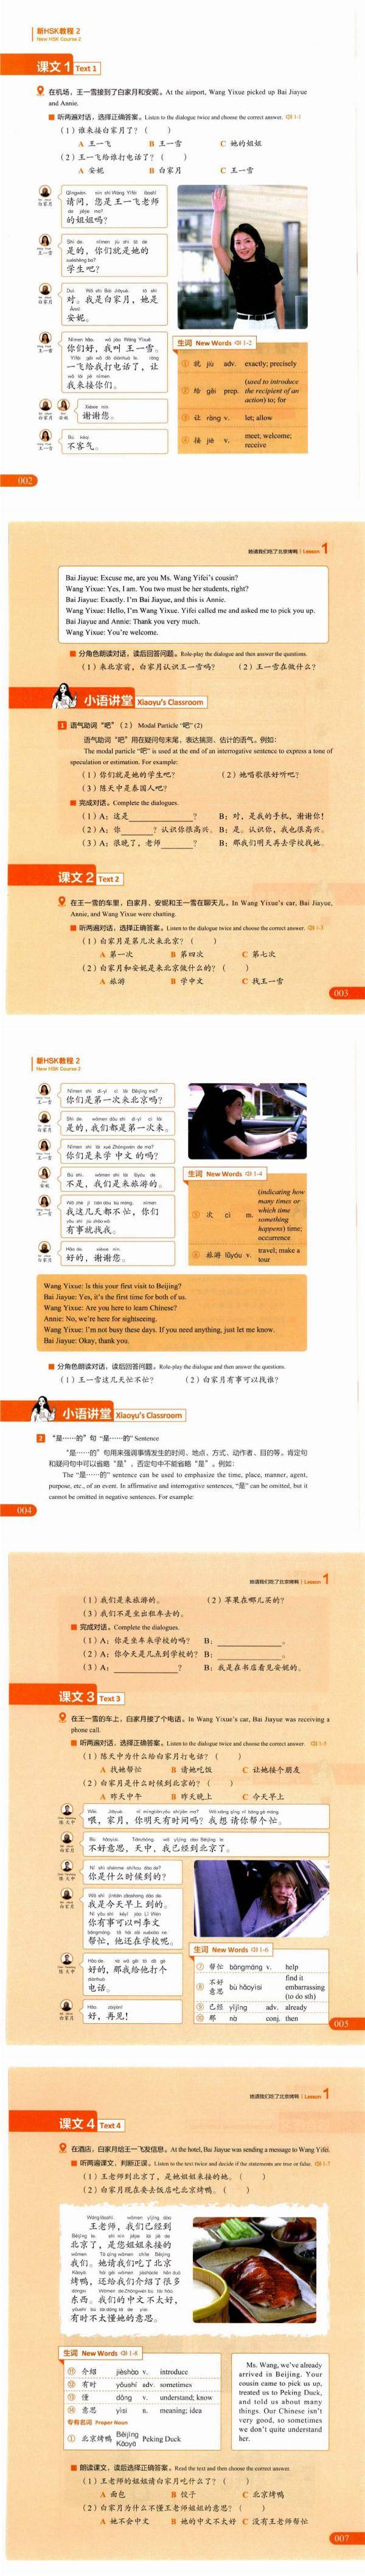 新HSK教程 2
New HSK Course 2
课文1 Text 1
在机场，王一雪接到了白家月和安妮。At the airport, Wang Yixue picked up Bai Jiayue
and Annie.
听两遍对话，选择正确答案。Listen to the dialogue twice and choose the correct answer. 1-1
（1）谁来接白家月了？（ ）
A 王一飞 B 王一雪 C 她的姐姐
（2）王一飞给谁打电话了？（ ）
A 安妮 B 白家月 C 王一雪
请问，您是王一飞老师
的姐姐吗？
是的，你们就是她的
学生吧？
对。我是白家月，她是
安妮。
你们好，我叫王一雪。
一飞给我打电话了，让
我来接你们。
谢谢您。
不客气。
生词 New Words 1-2
① 就 jiù adv. exactly; precisely
② 给 gěi prep. (used to introduce
the recipient of an
action) to; for
③ 让 ràng v. let; allow
④ 接 jiē v. meet; welcome;
receive
002
她请我们吃了北京烤鸭 | Lesson 1
Bai Jiayue: Excuse me, are you Ms. Wang Yifei's cousin?
Wang Yixue: Yes, I am. You two must be her students, right?
Bai Jiayue: Exactly. I'm Bai Jiayue, and this is Annie.
Wang Yixue: Hello, I'm Wang Yixue. Yifei called me and asked me to pick you up.
Bai Jiayue and Annie: Thank you very much.
Wang Yixue: You're welcome.
分角色朗读对话，读后回答问题。Role-play the dialogue and then answer the questions.
（1）来北京前，白家月认识王一雪吗？ （2）王一雪在做什么？
小语讲堂 Xiaoyu's Classroom
1 语气助词“吧”（2） Modal Particle “吧” (2)
语气助词“吧”用在疑问句末尾，表达揣测、估计的语气。例如：
The modal particle “吧” is used at the end of an interrogative sentence to express a tone of
speculation or estimation. For example:
（1）你们就是她的学生吧？ （2）她唱歌很好听吧？
（3）陈天中是泰国人吧？
完成对话。Complete the dialogues.
（1）A：这是 ？ B：对，是我的手机，谢谢你！
（2）A：你 ？认识你很高兴。 B：是。认识你，我也很高兴。
（3）A：很晚了，老师 ？ B：那我们明天再去学校找她。
课文2 Text 2
在王一雪的车里，白家月、安妮和王一雪在聊天儿。In Wang Yixue's car, Bai Jiayue,
Annie, and Wang Yixue were chatting.
听两遍对话，选择正确答案。Listen to the dialogue twice and choose the correct answer. 1-3
（1）白家月是第几次来北京？（ ）
A 第一次 B 第四次 C 第七次
（2）白家月和安妮是来北京做什么的？（ ）
A 旅游 B 学中文 C 找王一雪
003
新HSK教程 2
New HSK Course 2
你们是第一次来北京吗？
是的，我们都是第一次来。
你们是来学中文的吗？
不是，我们是来旅游的。
我这几天都不忙，你们
有事就找我。
好的，谢谢您。
生词 New Words 1-4
⑤ 次 cì m. (indicating how
many times or
which time
something
happens) time;
occurrence
⑥ 旅游 lǚyóu v. travel; make a
tour
Wang Yixue: Is this your first visit to Beijing?
Bai Jiayue: Yes, it's the first time for both of us.
Wang Yixue: Are you here to learn Chinese?
Annie: No, we're here for sightseeing.
Wang Yixue: I'm not busy these days. If you need anything, just let me know.
Bai Jiayue: Okay, thank you.
分角色朗读对话，读后回答问题。Role-play the dialogue and then answer the questions.
（1）王一雪这几天忙不忙？ （2）白家月有事可以找谁？
小语讲堂 Xiaoyu's Classroom
2 “是……的”句 “是……的” Sentence
“是……的”句用来强调事情发生的时间、地点、方式、动作者、目的等。肯定句
和疑问句中可以省略“是”，否定句中不能省略“是”。例如：
The “是……的” sentence can be used to emphasize the time, place, manner, agent,
purpose, etc., of an event. In affirmative and interrogative sentences, “是” can be omitted, but it
cannot be omitted in negative sentences. For example:
004
她请我们吃了北京烤鸭 | Lesson 1
（1）我们是来旅游的。 （2）苹果在哪儿买的？
（3）我们不是坐出租车去的。
完成对话。Complete the dialogues.
（1）A：你是坐车来学校的吗？ B： 。
（2）A：你今天是几点到学校的？ B： 。
（3）A： ？ B：我是在书店看见安妮的。
课文3 Text 3
在王一雪的车上，白家月接了个电话。In Wang Yixue's car, Bai Jiayue was receiving a
phone call.
听两遍对话，选择正确答案。Listen to the dialogue twice and choose the correct answer. 1-5
（1）陈天中为什么给白家月打电话？（ ）
A 找她帮忙 B 请她吃饭 C 让她接个朋友
（2）白家月是什么时候到北京的？（ ）
A 昨天中午 B 昨天晚上 C 今天早上
喂，家月，你明天有时间吗？我想请你帮个忙。
不好意思，天中，我已经到北京了。
你是什么时候到的？
我是今天早上到的。
你有事可以叫李文
帮忙，他还在学校呢。
好的，那我给他打个
电话。
好，再见！
生词 New Words 1-6
⑦ 帮忙 bāngmáng v. help
⑧ 不好意思 bù hǎoyìsi find it
embarrassing
(to do sth)
⑨ 已经 yǐjīng adv. already
⑩ 那 nà conj. then
005
她请我们吃了北京烤鸭 | Lesson 1
课文4 Text 4
在酒店，白家月给王一飞发信息。At the hotel, Bai Jiayue was sending a message to Wang Yifei.
听两遍课文，判断正误。Listen to the text twice and decide if the statements are true or false. 1-7
（1）王老师到北京了，是她姐姐来接的她。（ ）
（2）白家月现在要去饭店吃北京烤鸭。（ ）
王老师，我们已经到
北京了，是您姐姐来接的
我们。她请我们吃了北京
烤鸭，还给我们介绍了很多
东西。我们的中文不太好，
有时不太懂她的意思。
生词 New Words 1-8
⑪ 介绍 jièshào v. introduce
⑫ 有时 yǒushí adv. sometimes
⑬ 懂 dǒng v. understand; know
⑭ 意思 yìsi n. meaning; idea
专有名词 Proper Noun
① 北京烤鸭 Běijīng Kǎoyā Peking Duck
Ms. Wang, we've already
arrived in Beijing. Your
cousin came to pick us up,
treated us to Peking Duck,
and told us about many
things. Our Chinese isn't
very good, so sometimes
we don't quite understand
her.
朗读课文，读后选择正确答案。Read the text and then choose the correct answer.
（1）王老师的姐姐请白家月吃什么了？（ ）
A 面包 B 饺子 C 北京烤鸭
（2）白家月为什么不懂王老师姐姐的意思？（ ）
A 她不会中文 B 她的中文不太好 C 没有王老师帮忙
007